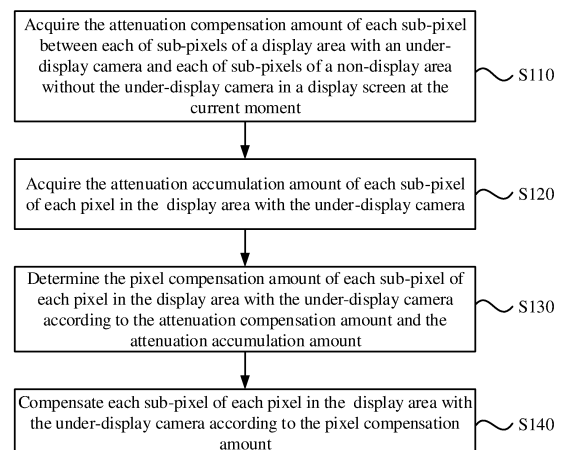 Acquire the attenuation compensation amount of each sub-pixel
between each of sub-pixels of a display area with an under-
display camera and each of sub-pixels of a non-display area
without the under-display camera in a display screen at the
current moment
S110
Acquire the attenuation accumulation amount of each sub-pixel
of each pixel in the display area with the under-display camera
S120
Determine the pixel compensation amount of each sub-pixel of
each pixel in the display area with the under-display camera
according to the attenuation compensation amount and the
attenuation accumulation amount
S130
Compensate each sub-pixel of each pixel in the display area with
the under-display camera according to the pixel compensation
amount
S140